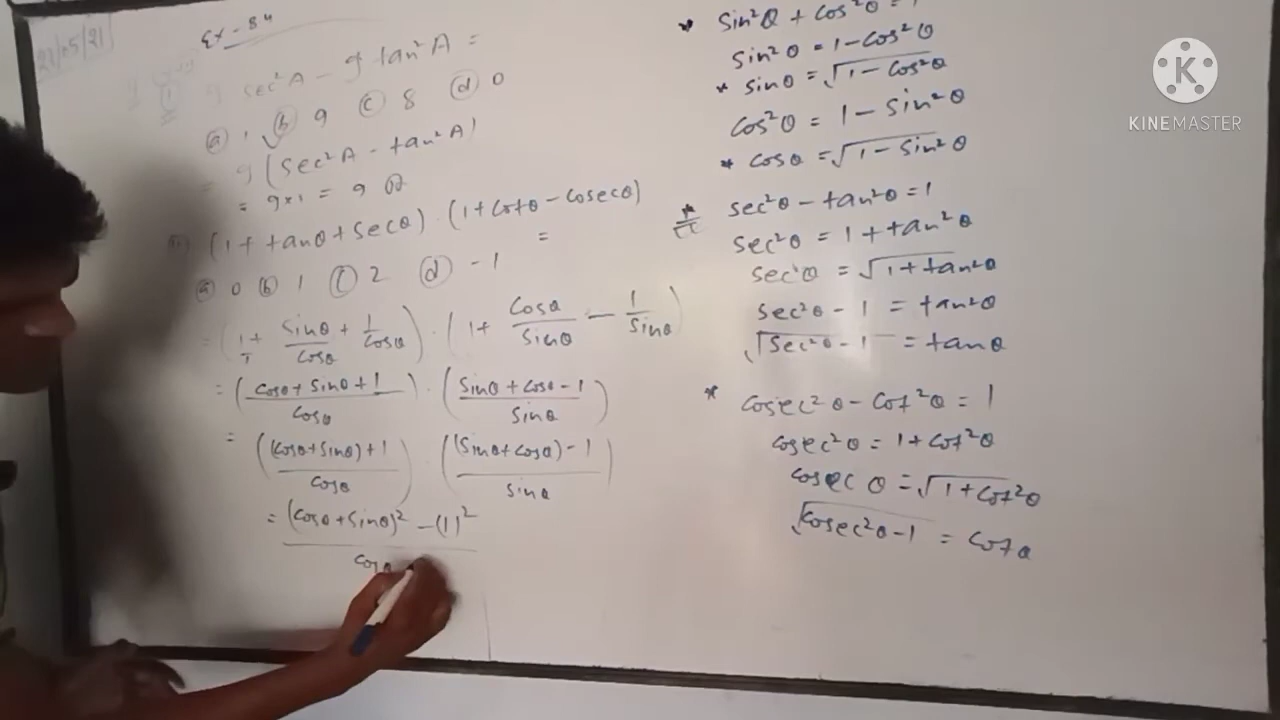 21/05/21
Ex - 8.4
9 sec²A - 9 tan²A =
(a) 1 (b) 9 (c) 8 (d) 0
= 9 (sec²A - tan²A)
= 9×1 = 9
(1 + tanθ + secθ) · (1 + cotθ - cosecθ)
=
(a) 0 (b) 1 (c) 2 (d) -1
= (1/1 + sinθ/cosθ + 1/cosθ) · (1 + cosθ/sinθ - 1/sinθ)
= ((cosθ + sinθ + 1)/cosθ) · ((sinθ + cosθ - 1)/sinθ)
= (((cosθ + sinθ) + 1)/cosθ) · (((sinθ + cosθ) - 1)/sinθ)
= (cosθ + sinθ)² - (1)²
cosθ
* sin²θ + cos²θ = 1
sin²θ = 1 - cos²θ
* sinθ = √1 - cos²θ
cos²θ = 1 - sin²θ
* cosθ = √1 - sin²θ
* sec²θ - tan²θ = 1
sec²θ = 1 + tan²θ
secθ = √1 + tan²θ
sec²θ - 1 = tan²θ
√sec²θ - 1 = tanθ
* cosec²θ - cot²θ = 1
cosec²θ = 1 + cot²θ
cosec θ = √1 + cot²θ
√cosec²θ - 1 = cotθ
K
KINEMASTER